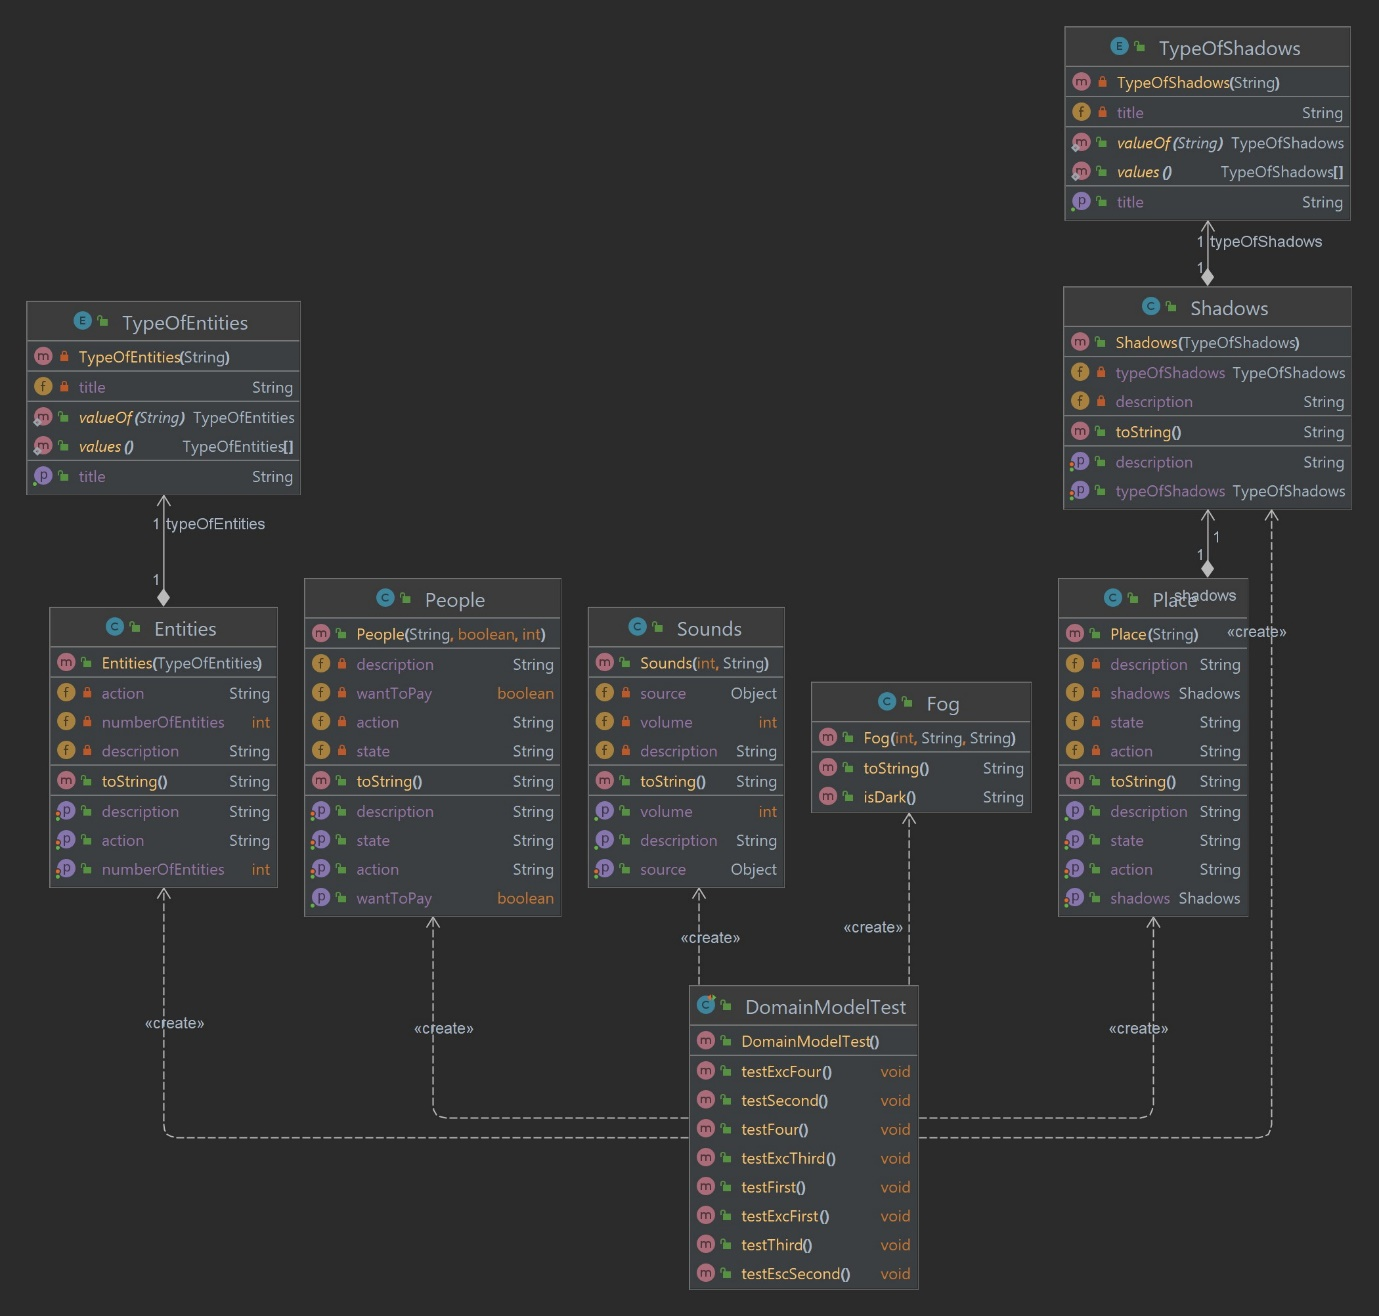 TypeOfShadows
TypeOfShadows(String)
title String
valueOf(String) TypeOfShadows
values() TypeOfShadows[]
title String
1 typeOfShadows
1
Shadows
Shadows(TypeOfShadows)
typeOfShadows TypeOfShadows
description String
toString() String
description String
typeOfShadows TypeOfShadows
1
1
shadows
«create»
TypeOfEntities
TypeOfEntities(String)
title String
valueOf(String) TypeOfEntities
values() TypeOfEntities[]
title String
1 typeOfEntities
1
Entities
Entities(TypeOfEntities)
action String
numberOfEntities int
description String
toString() String
description String
action String
numberOfEntities int
People
People(String, boolean, int)
description String
wantToPay boolean
action String
state String
toString() String
description String
state String
action String
wantToPay boolean
Sounds
Sounds(int, String)
source Object
volume int
description String
toString() String
volume int
description String
source Object
Fog
Fog(int, String, String)
toString() String
isDark() String
Place
Place(String)
description String
shadows Shadows
state String
action String
toString() String
description String
state String
action String
shadows Shadows
«create»
«create»
«create»
«create»
«create»
DomainModelTest
DomainModelTest()
testExcFour() void
testSecond() void
testFour() void
testExcThird() void
testFirst() void
testExcFirst() void
testThird() void
testEscSecond() void